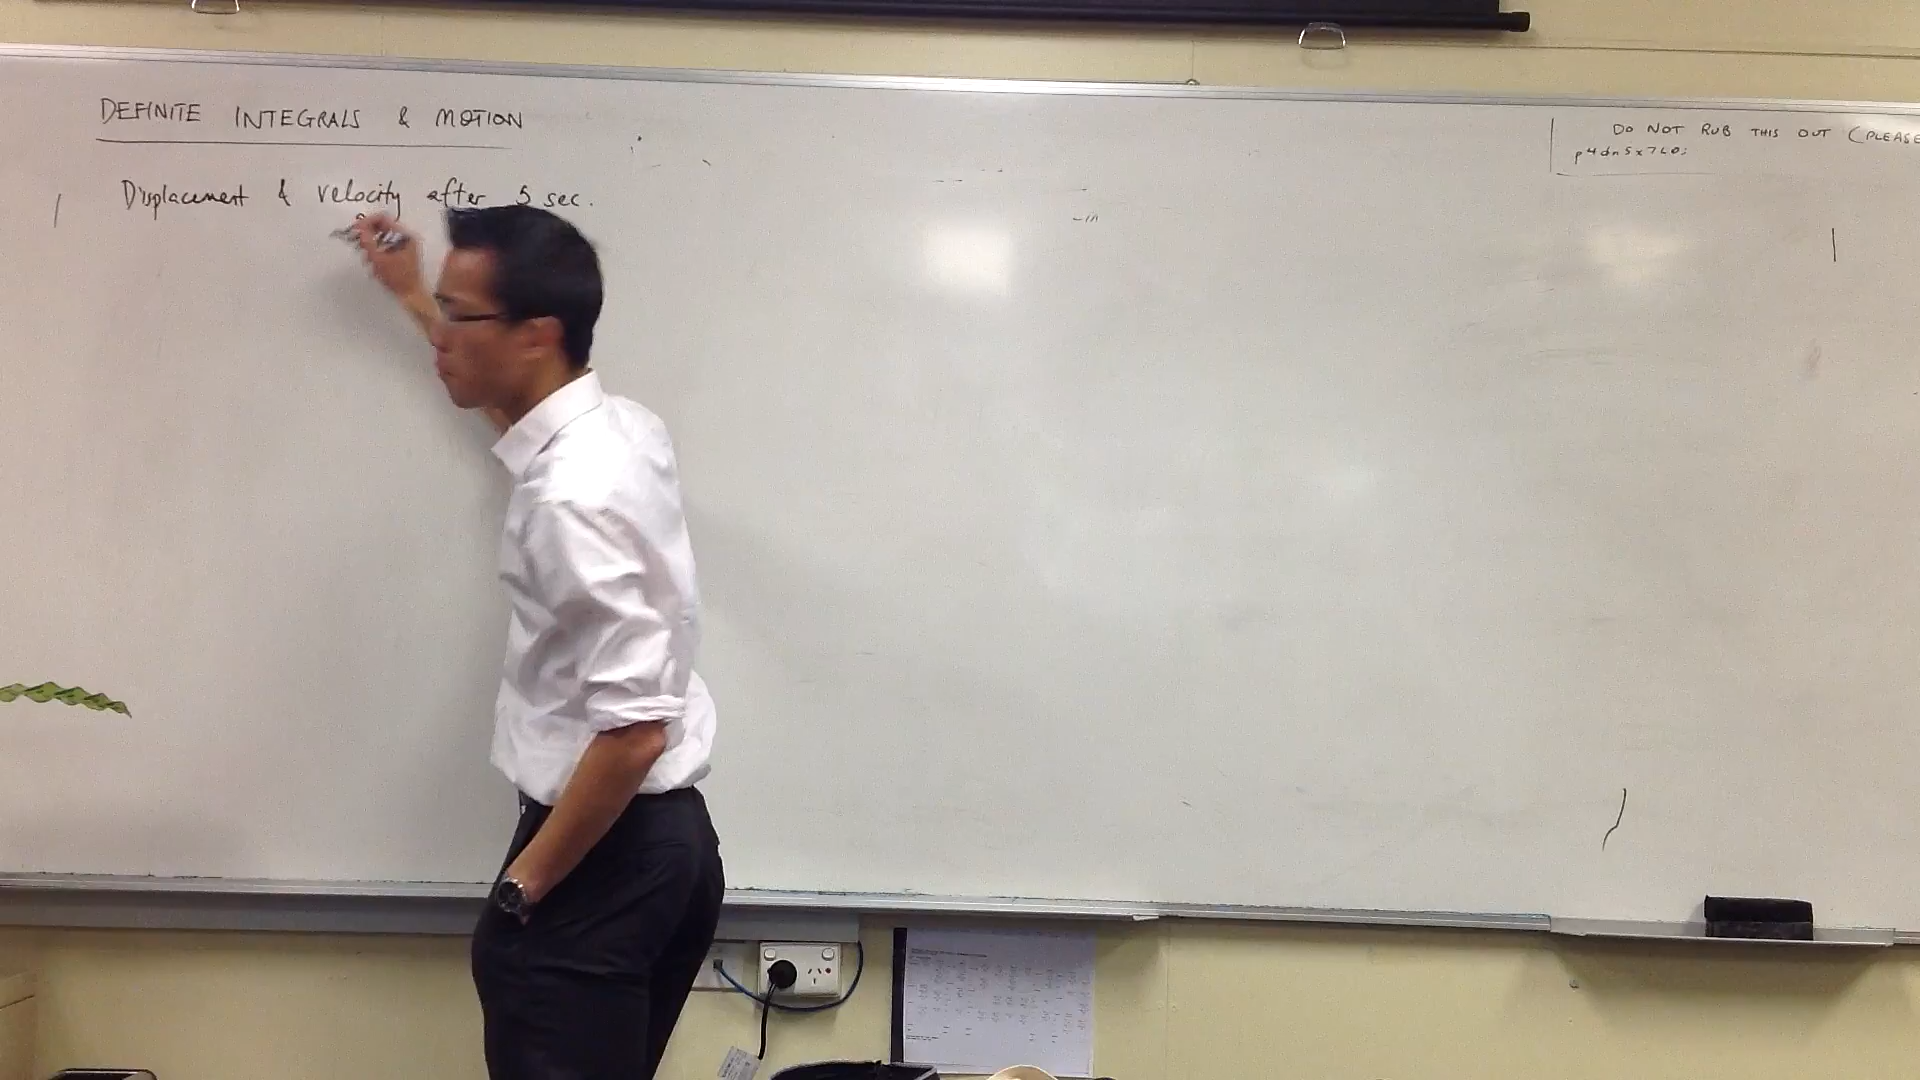 DEFINITE INTEGRALS & MOTION
Displacement & velocity after 5 sec.
DO NOT RUB THIS OUT (PLEASE